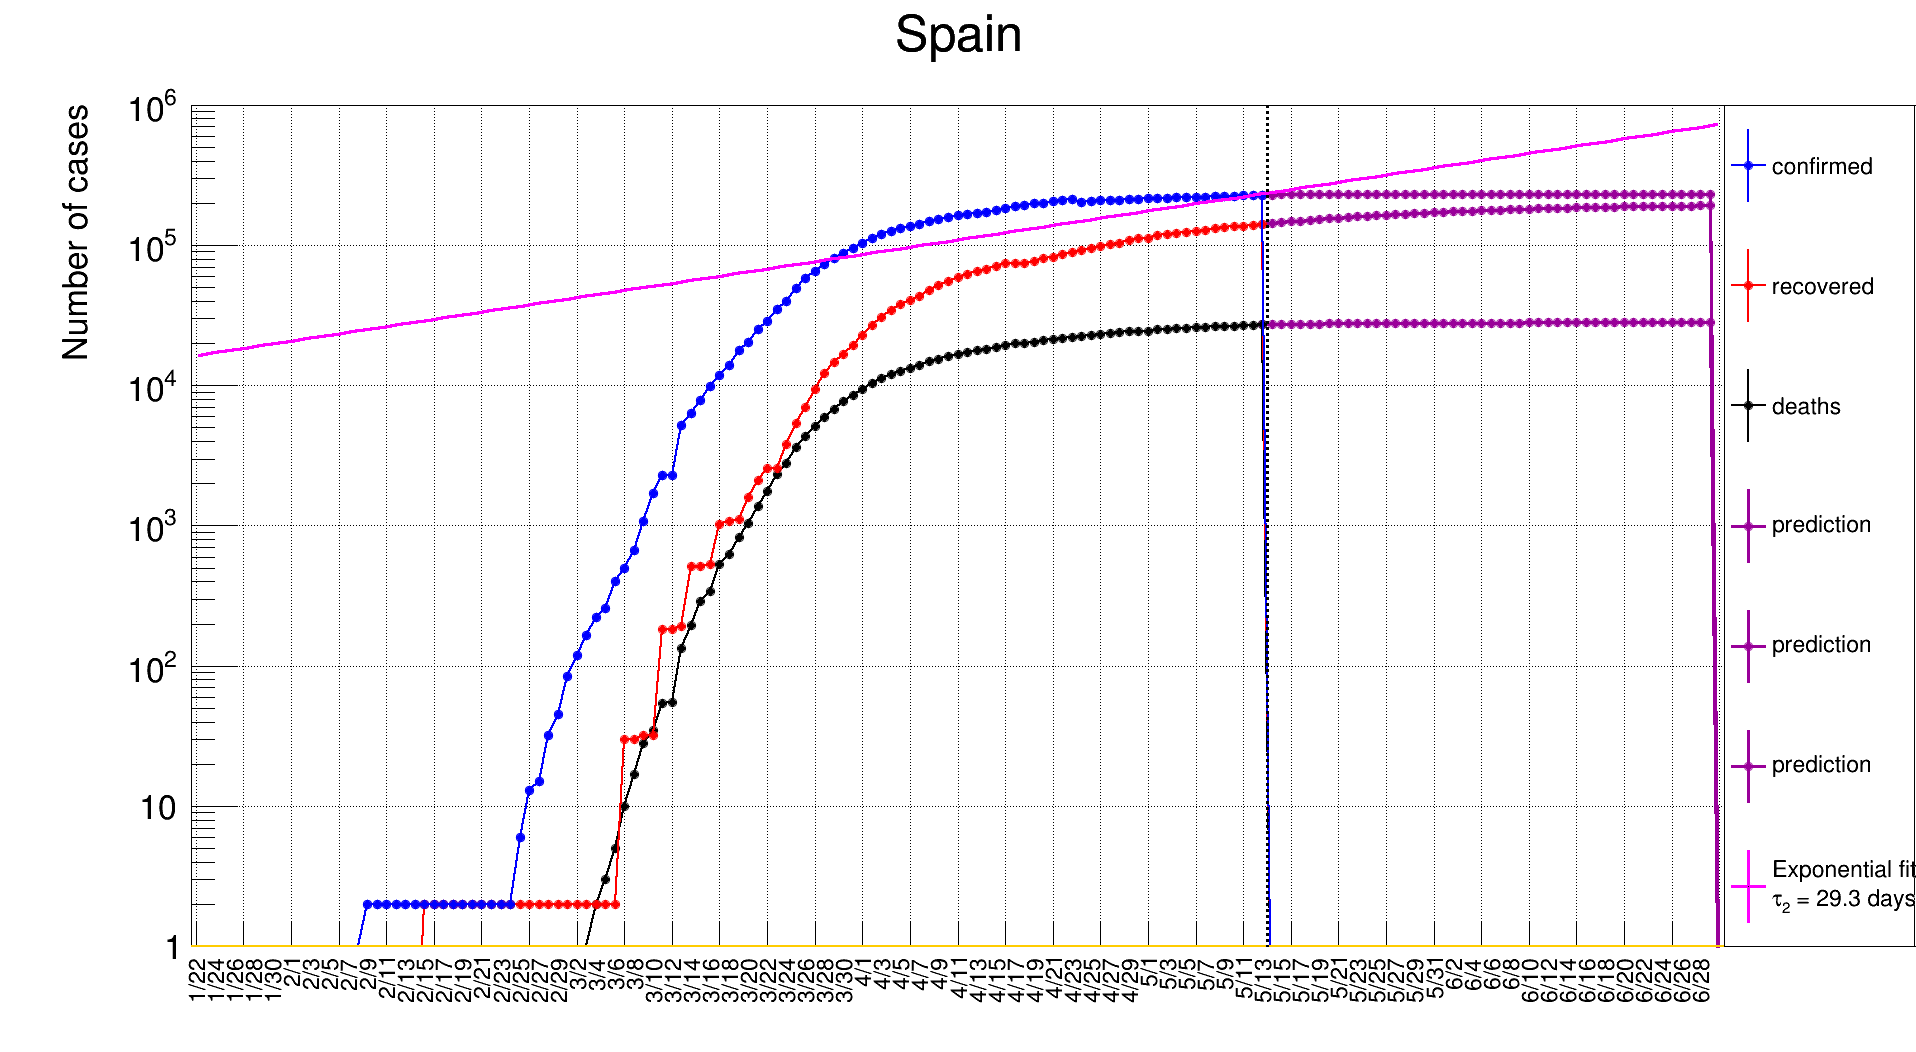 Spain
Number of cases
10^6
10^5
10^4
10^3
10^2
10
1
1/22 1/24 1/26 1/28 1/30 2/1 2/3 2/5 2/7 2/9 2/11 2/13 2/15 2/17 2/19 2/21 2/23 2/25 2/27 2/29 3/2 3/4 3/6 3/8 3/10 3/12 3/14 3/16 3/18 3/20 3/22 3/24 3/26 3/28 3/30 4/1 4/3 4/5 4/7 4/9 4/11 4/13 4/15 4/17 4/19 4/21 4/23 4/25 4/27 4/29 5/1 5/3 5/5 5/7 5/9 5/11 5/13 5/15 5/17 5/19 5/21 5/23 5/25 5/27 5/29 5/31 6/2 6/4 6/6 6/8 6/10 6/12 6/14 6/16 6/18 6/20 6/22 6/24 6/26 6/28
confirmed
recovered
deaths
prediction
prediction
prediction
Exponential fit
τ_2 = 29.3 days